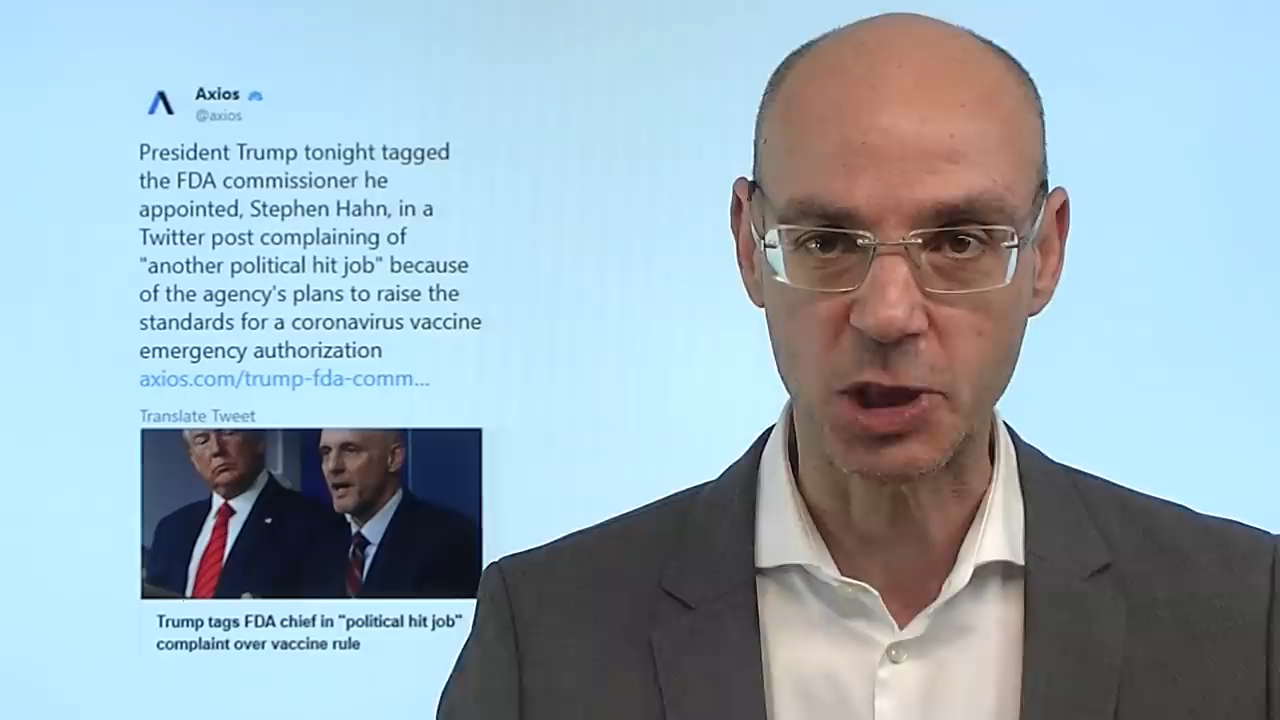 Axios
@axios
President Trump tonight tagged
the FDA commissioner he
appointed, Stephen Hahn, in a
Twitter post complaining of
"another political hit job" because
of the agency's plans to raise the
standards for a coronavirus vaccine
emergency authorization
axios.com/trump-fda-comm...
Translate Tweet
Trump tags FDA chief in "political hit job"
complaint over vaccine rule